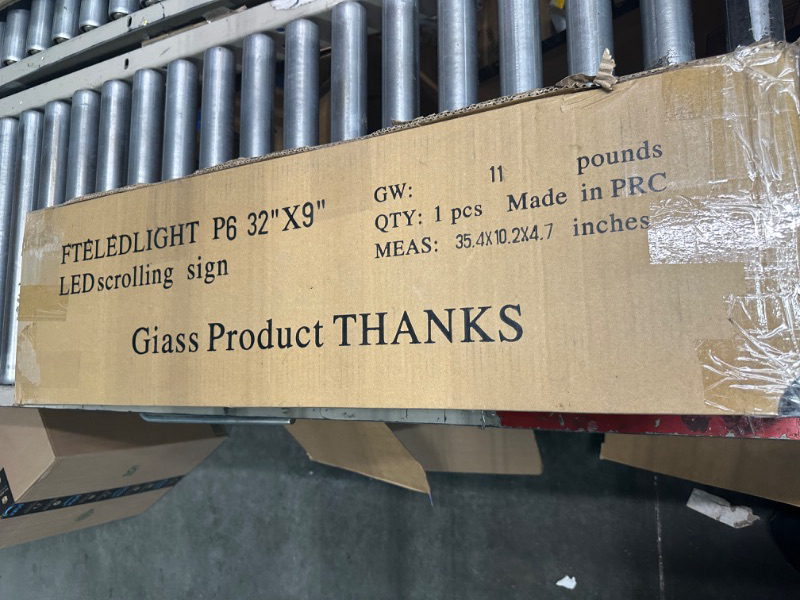 FTELEDLIGHT P6 32"X9"
LED scrolling sign
GW: 11 pounds
QTY: 1 pcs Made in PRC
MEAS: 35.4X10.2X4.7 inches
Giass Product THANKS